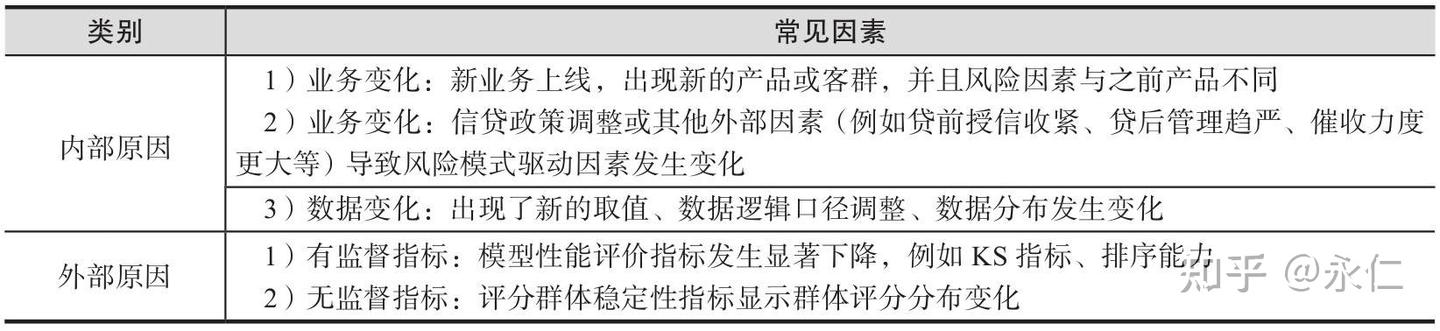 类别 常见因素
1）业务变化：新业务上线，出现新的产品或客群，并且风险因素与之前产品不同
2）业务变化：信贷政策调整或其他外部因素（例如贷前授信收紧、贷后管理趋严、催收力度
内部原因
更大等）导致风险模式驱动因素发生变化
3）数据变化：出现了新的取值、数据逻辑口径调整、数据分布发生变化
外部原因
1）有监督指标：模型性能评价指标发生显著下降，例如 KS 指标、排序能力
2）无监督指标：评分群体稳定性指标显示群体评分分布变化
知乎 @永仁